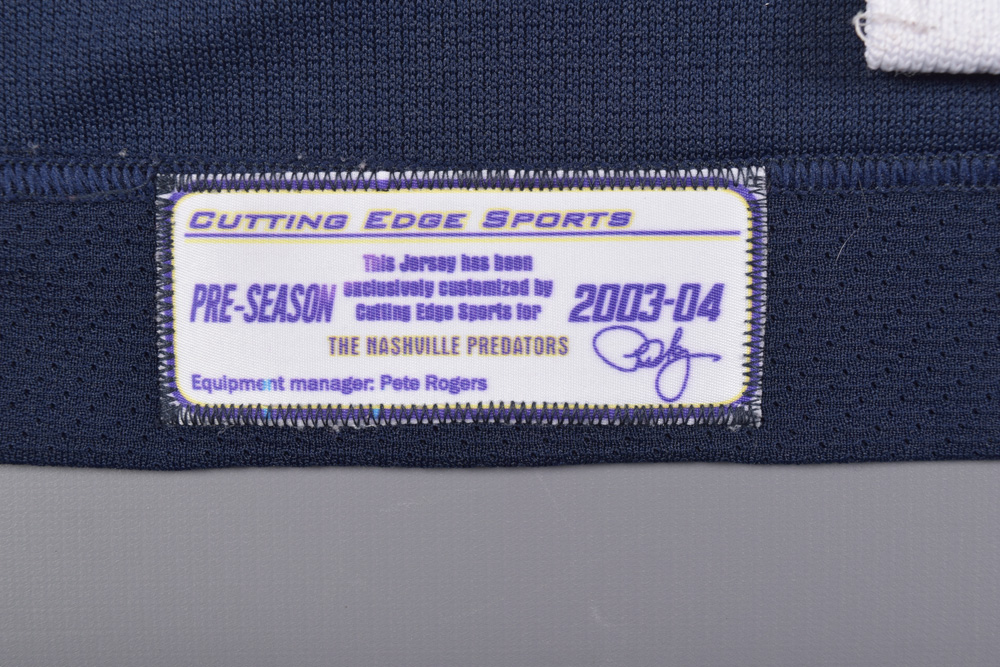 CUTTING EDGE SPORTS
This Jersey has been
exclusively customized by
Cutting Edge Sports for
PRE-SEASON
2003-04
THE NASHVILLE PREDATORS
Equipment manager: Pete Rogers